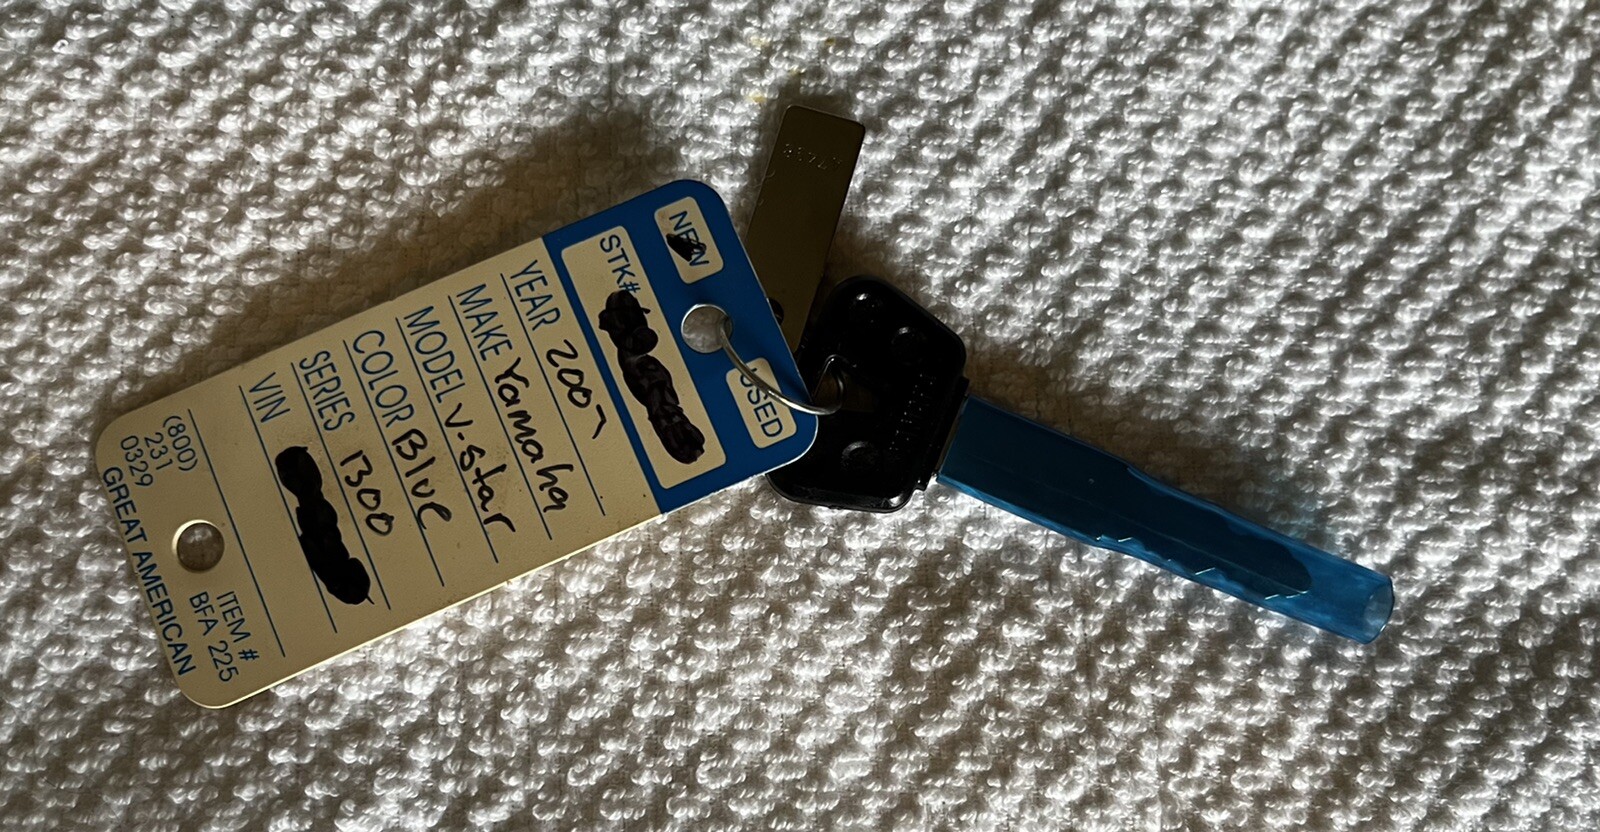 NEW
USED
STK#
YEAR 2007
MAKE Yamaha
MODEL V-Star
COLOR Blue
SERIES 1300
VIN
(800)
231
0329
ITEM #
BFA 225
GREAT AMERICAN